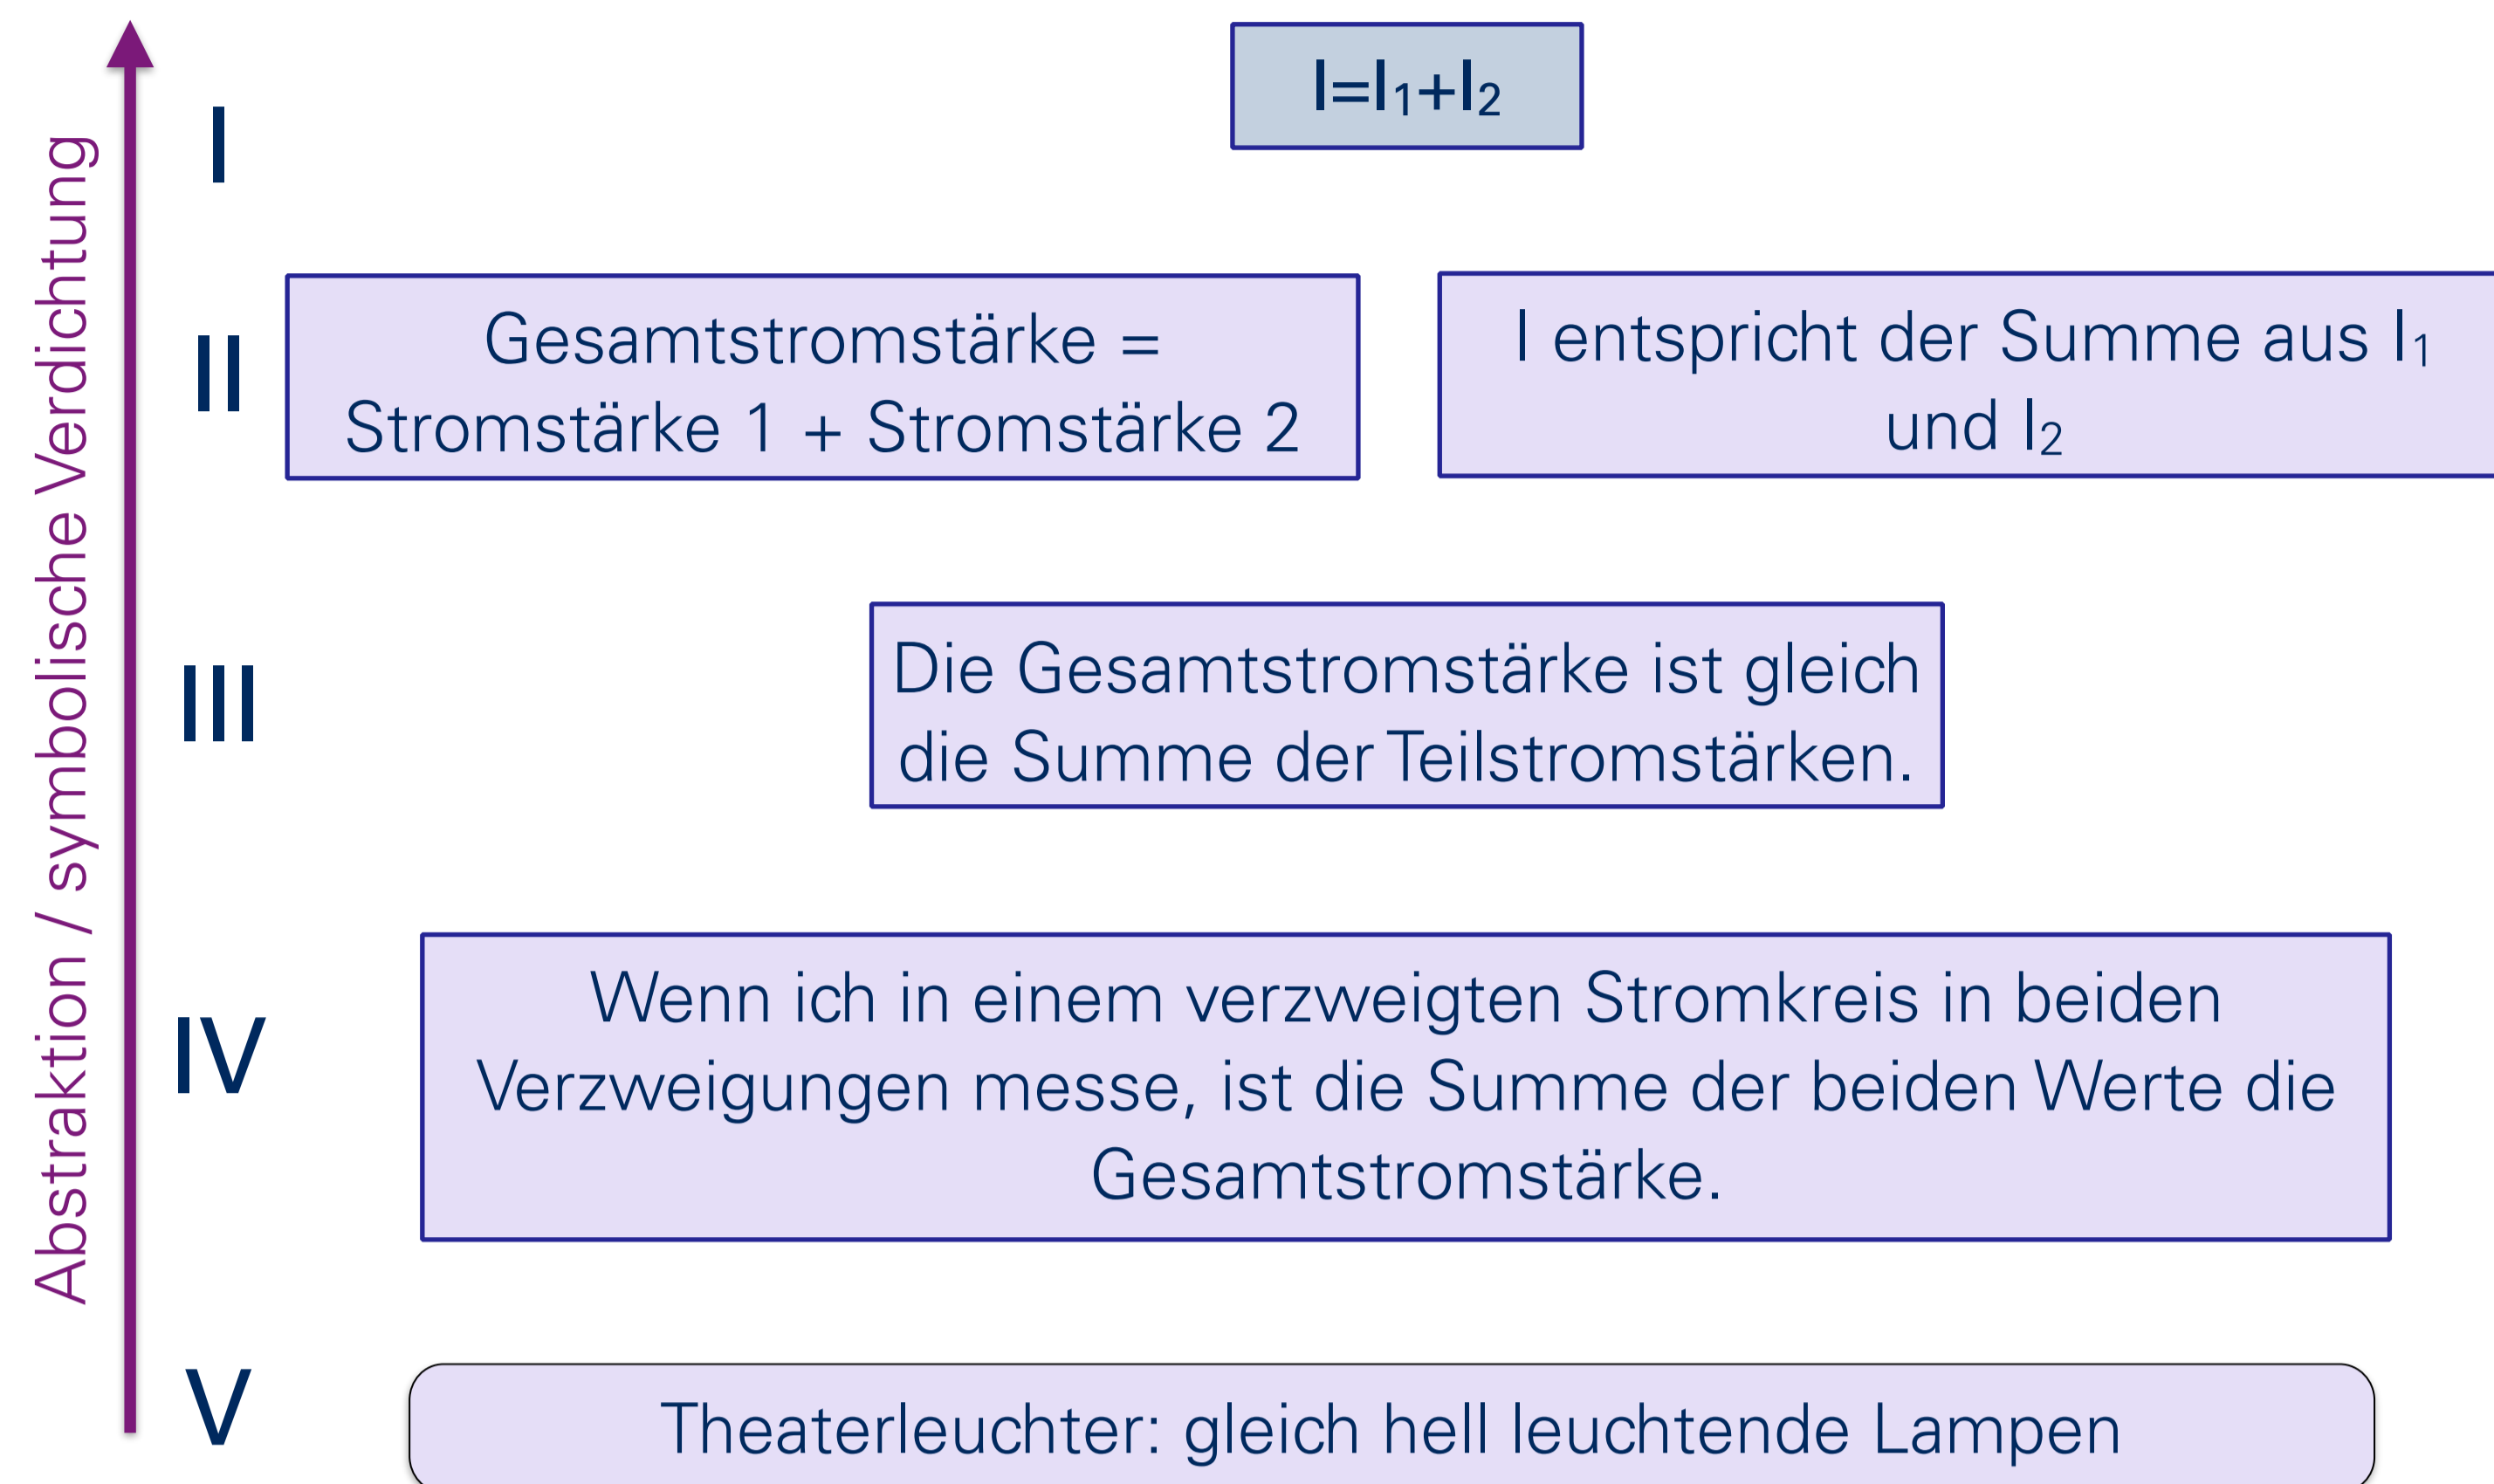 Abstraktion / symbolische Verdichtung
I
I=I₁+I₂
II
Gesamtstromstärke =
Stromstärke 1 + Stromstärke 2
I entspricht der Summe aus I₁
und I₂
III
Die Gesamtstromstärke ist gleich
die Summe der Teilstromstärken.
IV
Wenn ich in einem verzweigten Stromkreis in beiden
Verzweigungen messe, ist die Summe der beiden Werte die
Gesamtstromstärke.
V
Theaterleuchter: gleich hell leuchtende Lampen